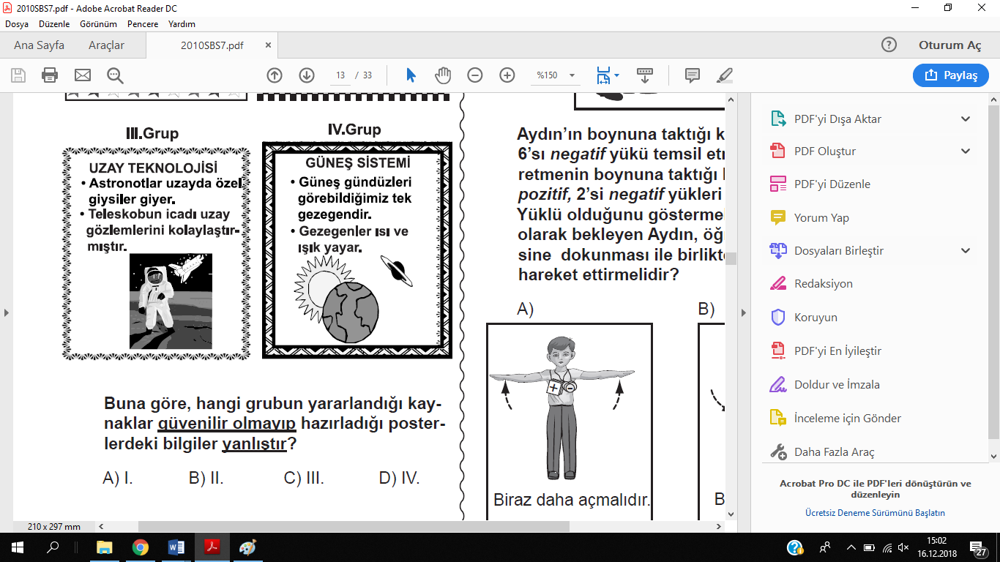 2010SBS7.pdf - Adobe Acrobat Reader DC
Dosya Düzenle Görünüm Pencere Yardım
Ana Sayfa Araçlar 2010SBS7.pdf × Oturum Aç
13 / 33 %150 Paylaş
III.Grup
UZAY TEKNOLOJİSİ
• Astronotlar uzayda özel
giysiler giyer.
• Teleskobun icadı uzay
gözlemlerini kolaylaştır-
mıştır.
IV.Grup
GÜNEŞ SİSTEMİ
• Güneş gündüzleri
görebildiğimiz tek
gezegendir.
• Gezegenler ısı ve
ışık yayar.
Buna göre, hangi grubun yararlandığı kay-
naklar güvenilir olmayıp hazırladığı poster-
lerdeki bilgiler yanlıştır?
A) I. B) II. C) III. D) IV.
Aydın'ın boynuna taktığı k
6'sı negatif yükü temsil etm
retmenin boynuna taktığı
pozitif, 2'si negatif yükleri
Yüklü olduğunu gösterme
olarak bekleyen Aydın, öğ
sine dokunması ile birlikte
hareket ettirmelidir?
A) B)
+ -
Biraz daha açmalıdır. B
PDF'yi Dışa Aktar
PDF Oluştur
PDF'yi Düzenle
Yorum Yap
Dosyaları Birleştir
Redaksiyon
Koruyun
PDF'yi En İyileştir
Doldur ve İmzala
İnceleme için Gönder
Daha Fazla Araç
Acrobat Pro DC ile PDF'leri dönüştürün ve
düzenleyin
Ücretsiz Deneme Sürümünü Başlatın
210 x 297 mm
15:02
16.12.2018
27